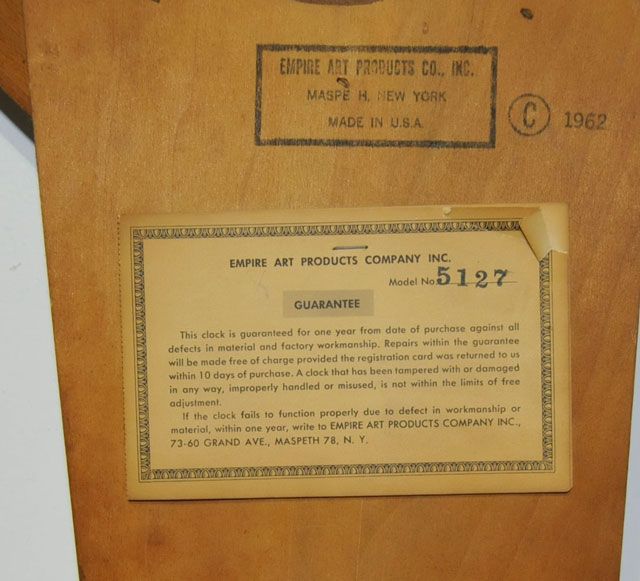 EMPIRE ART PRODUCTS CO., INC.
MASPE H, NEW YORK
MADE IN U.S.A.
© 1962
EMPIRE ART PRODUCTS COMPANY INC.
Model No. 5127
GUARANTEE
This clock is guaranteed for one year from date of purchase against all
defects in material and factory workmanship. Repairs within the guarantee
will be made free of charge provided the registration card was returned to us
within 10 days of purchase. A clock that has been tampered with or damaged
in any way, improperly handled or misused, is not within the limits of free
adjustment.
If the clock fails to function properly due to defect in workmanship or
material, within one year, write to EMPIRE ART PRODUCTS COMPANY INC.,
73-60 GRAND AVE., MASPETH 78, N. Y.